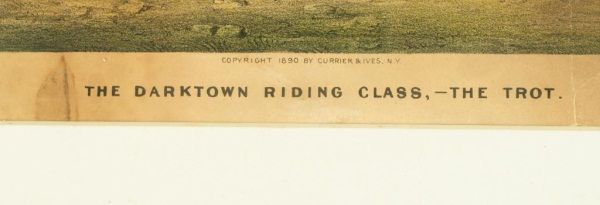 COPYRIGHT 1890 BY CURRIER & IVES, N.Y.
THE DARKTOWN RIDING CLASS,—THE TROT.